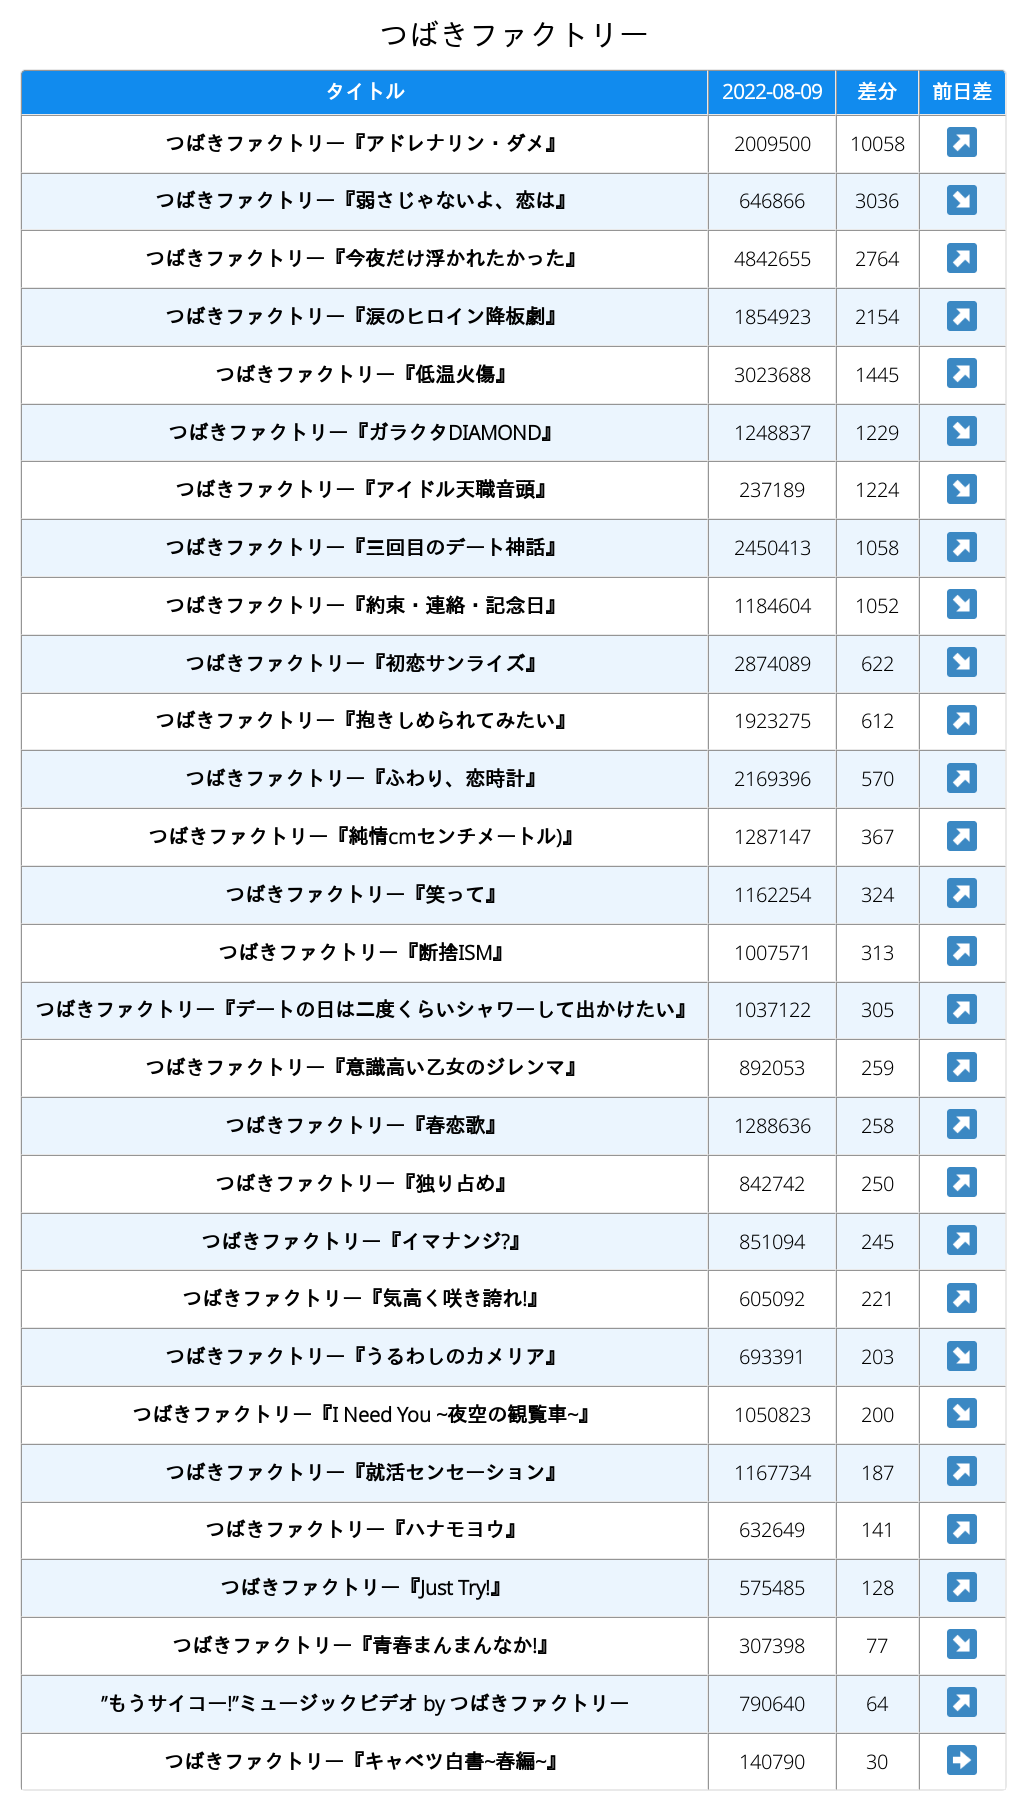 つばきファクトリー
タイトル 2022-08-09 差分 前日差
つばきファクトリー『アドレナリン・ダメ』 2009500 10058 ↗
つばきファクトリー『弱さじゃないよ、恋は』 646866 3036 ↘
つばきファクトリー『今夜だけ浮かれたかった』 4842655 2764 ↗
つばきファクトリー『涙のヒロイン降板劇』 1854923 2154 ↗
つばきファクトリー『低温火傷』 3023688 1445 ↗
つばきファクトリー『ガラクタDIAMOND』 1248837 1229 ↘
つばきファクトリー『アイドル天職音頭』 237189 1224 ↘
つばきファクトリー『三回目のデート神話』 2450413 1058 ↗
つばきファクトリー『約束・連絡・記念日』 1184604 1052 ↘
つばきファクトリー『初恋サンライズ』 2874089 622 ↘
つばきファクトリー『抱きしめられてみたい』 1923275 612 ↗
つばきファクトリー『ふわり、恋時計』 2169396 570 ↗
つばきファクトリー『純情cmセンチメートル)』 1287147 367 ↗
つばきファクトリー『笑って』 1162254 324 ↗
つばきファクトリー『断捨ISM』 1007571 313 ↗
つばきファクトリー『デートの日は二度くらいシャワーして出かけたい』 1037122 305 ↗
つばきファクトリー『意識高い乙女のジレンマ』 892053 259 ↗
つばきファクトリー『春恋歌』 1288636 258 ↗
つばきファクトリー『独り占め』 842742 250 ↗
つばきファクトリー『イマナンジ?』 851094 245 ↗
つばきファクトリー『気高く咲き誇れ!』 605092 221 ↗
つばきファクトリー『うるわしのカメリア』 693391 203 ↘
つばきファクトリー『I Need You ~夜空の観覧車~』 1050823 200 ↘
つばきファクトリー『就活センセーション』 1167734 187 ↗
つばきファクトリー『ハナモヨウ』 632649 141 ↗
つばきファクトリー『Just Try!』 575485 128 ↗
つばきファクトリー『青春まんまんなか!』 307398 77 ↘
”もうサイコー!”ミュージックビデオ by つばきファクトリー 790640 64 ↗
つばきファクトリー『キャベツ白書~春編~』 140790 30 →